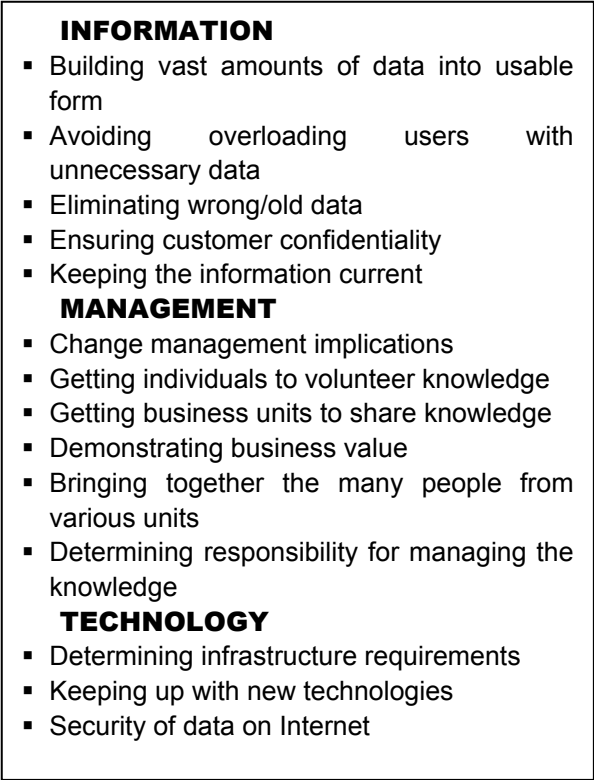 INFORMATION
▪ Building vast amounts of data into usable
form
▪ Avoiding overloading users with
unnecessary data
▪ Eliminating wrong/old data
▪ Ensuring customer confidentiality
▪ Keeping the information current
MANAGEMENT
▪ Change management implications
▪ Getting individuals to volunteer knowledge
▪ Getting business units to share knowledge
▪ Demonstrating business value
▪ Bringing together the many people from
various units
▪ Determining responsibility for managing the
knowledge
TECHNOLOGY
▪ Determining infrastructure requirements
▪ Keeping up with new technologies
▪ Security of data on Internet